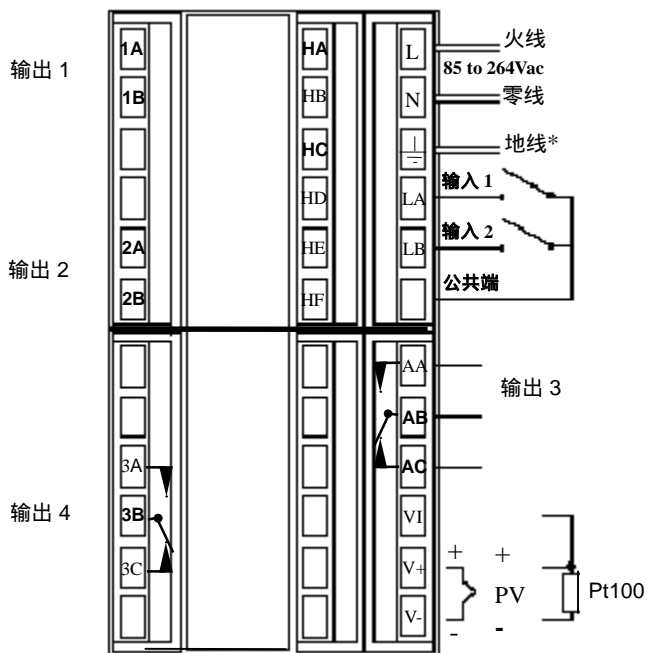 1A HA L 火线
输出 1
85 to 264Vac
1B HB N 零线
HC 地线*
HD LA 输入 1
2A HE LB 输入 2
输出 2
2B HF 公共端
AA
输出 3
AB
3A AC
输出 4 3B VI
3C V+ + +
PV Pt100
V- - -